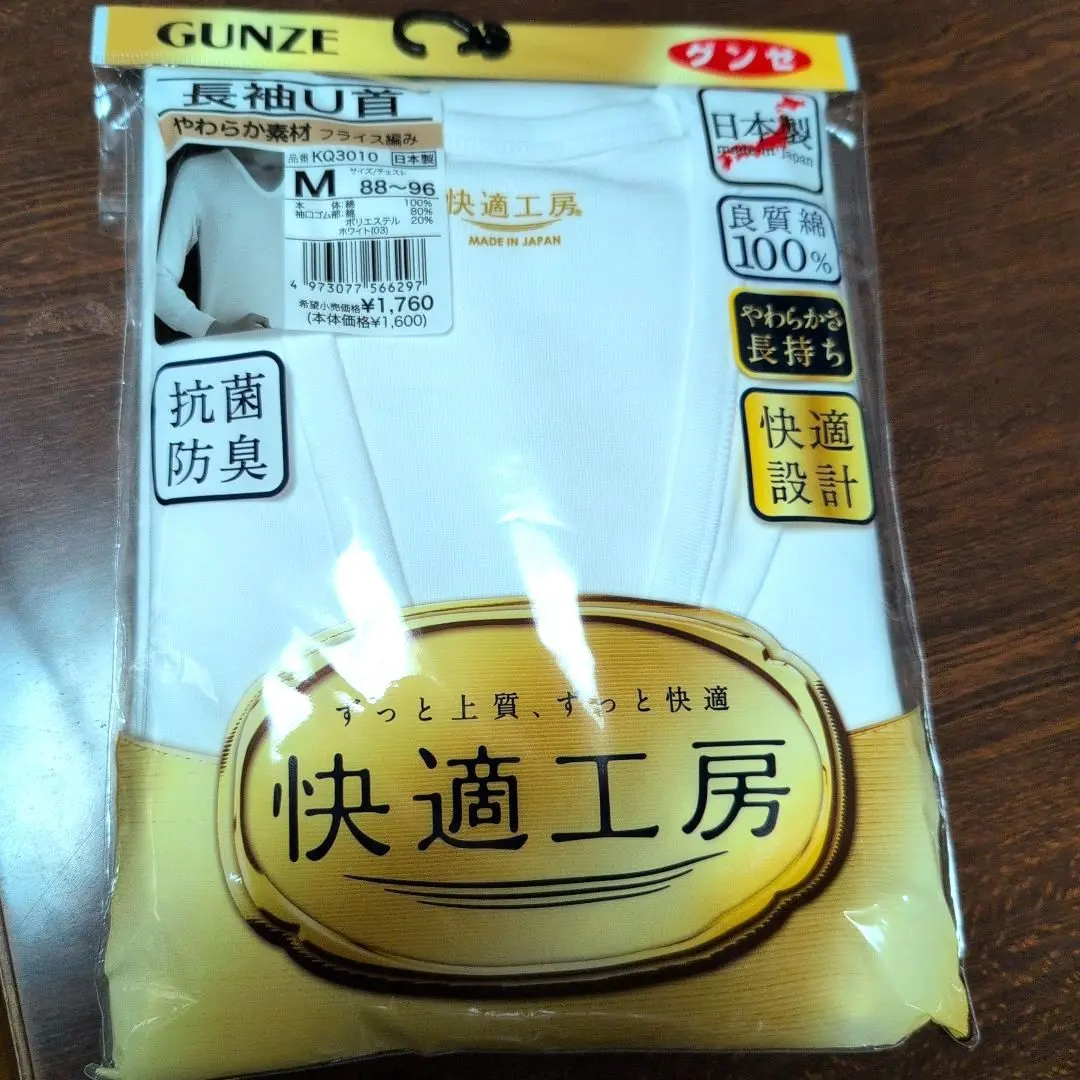 GUNZE
グンゼ
長袖U首
やわらか素材 フライス編み
品番 KQ3010 日本製
サイズ/チェスト
M 88～96
本体:綿 100%
袖口ゴム部:綿 80%
ポリエステル 20%
ホワイト(03)
4 973077 566297
希望小売価格¥1,760
(本体価格¥1,600)
快適工房®
MADE IN JAPAN
日本製
made in Japan
良質綿
100%
やわらかさ
長持ち
快適
設計
抗菌
防臭
ずっと上質、ずっと快適
快適工房